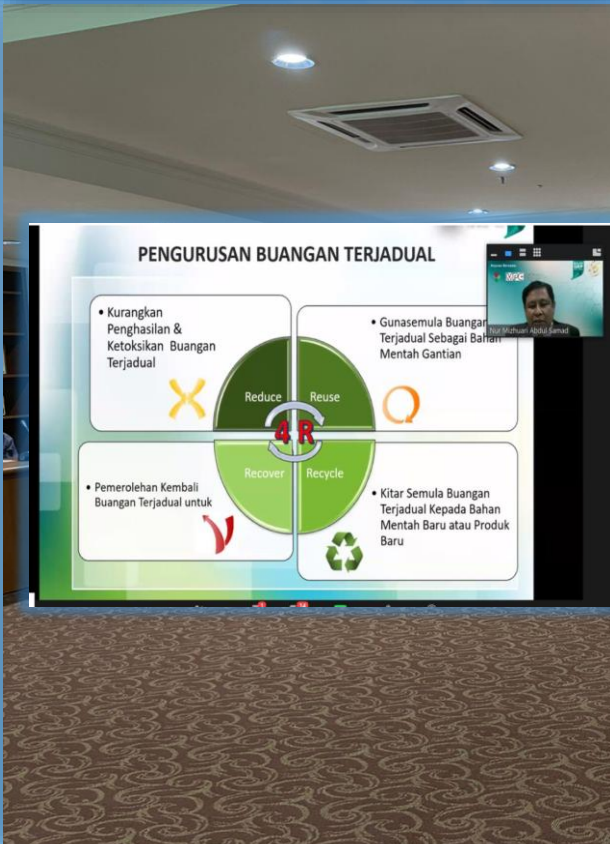 PENGURUSAN BUANGAN TERJADUAL
• Kurangkan
Penghasilan &
Ketoksikan Buangan
Terjadual
• Gunasemula Buangan
Terjadual Sebagai Bahan
Mentah Gantian
Reduce
Reuse
4 R
Recover
Recycle
• Pemerolehan Kembali
Buangan Terjadual untuk
• Kitar Semula Buangan
Terjadual Kepada Bahan
Mentah Baru atau Produk
Baru
Nur Mizhuari Abdul Samad